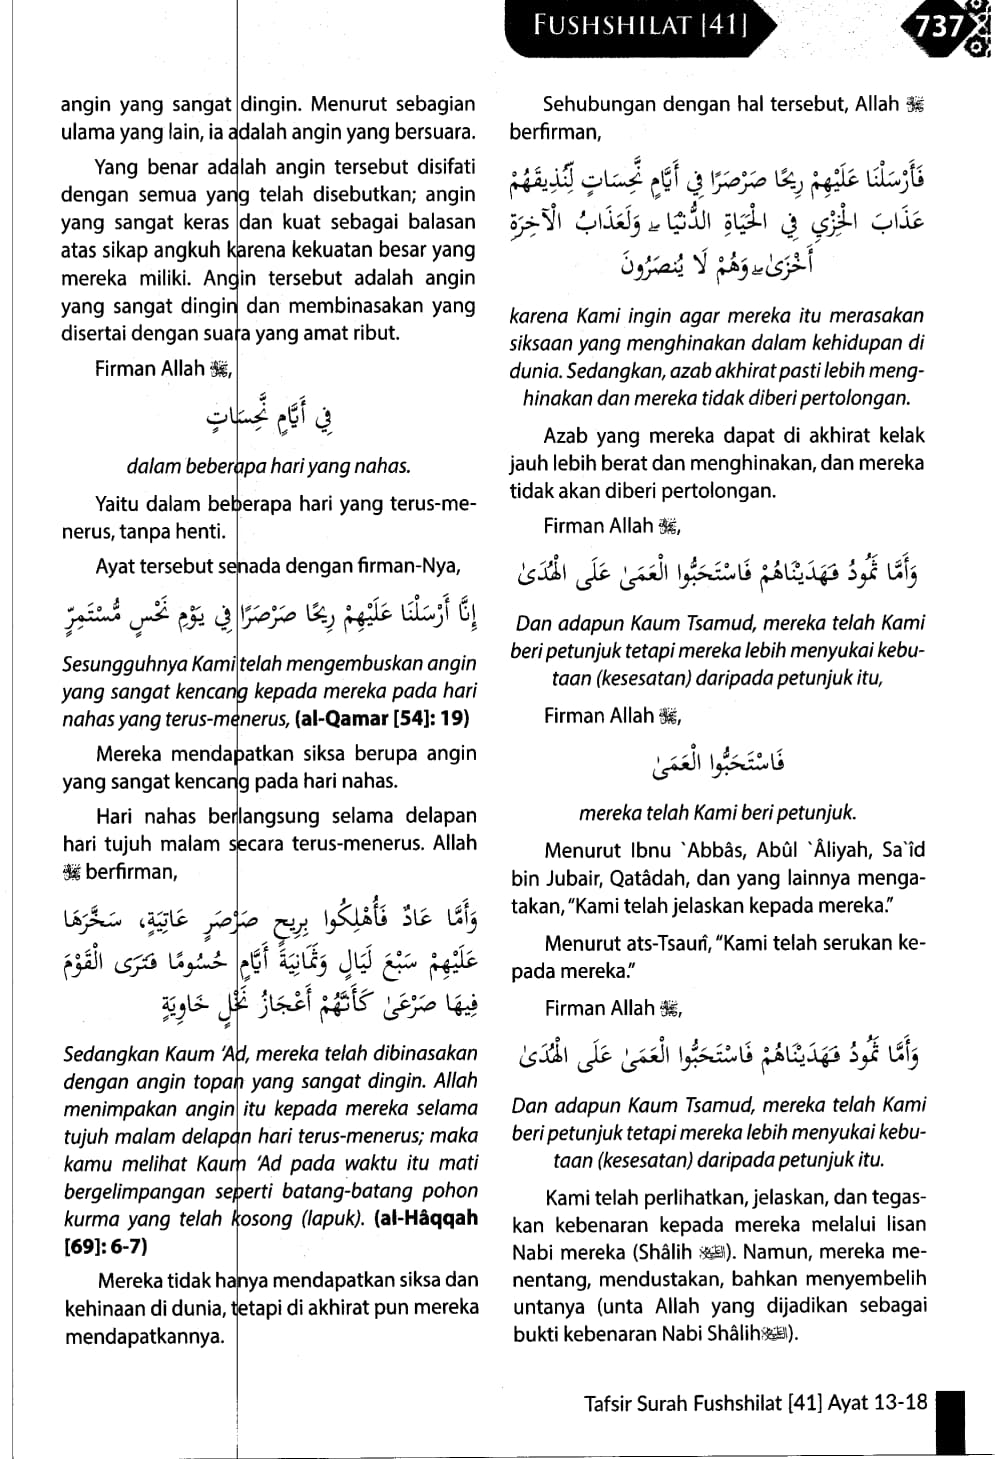 FUSHSHILAT [41]
737
angin yang sangat dingin. Menurut sebagian
ulama yang lain, ia adalah angin yang bersuara.
Yang benar adalah angin tersebut disifati
dengan semua yang telah disebutkan; angin
yang sangat keras dan kuat sebagai balasan
atas sikap angkuh karena kekuatan besar yang
mereka miliki. Angin tersebut adalah angin
yang sangat dingin dan membinasakan yang
disertai dengan suara yang amat ribut.
Firman Allah ﷻ,
فِي أَيَّامٍ نَّحِسَاتٍ
dalam beberapa hari yang nahas.
Yaitu dalam beberapa hari yang terus-me-
nerus, tanpa henti.
Ayat tersebut senada dengan firman-Nya,
إِنَّا أَرْسَلْنَا عَلَيْهِمْ رِيحًا صَرْصَرًا فِي يَوْمِ نَحْسٍ مُّسْتَمِرٍّ
Sesungguhnya Kami telah mengembuskan angin
yang sangat kencang kepada mereka pada hari
nahas yang terus-menerus, (al-Qamar [54]: 19)
Mereka mendapatkan siksa berupa angin
yang sangat kencang pada hari nahas.
Hari nahas berlangsung selama delapan
hari tujuh malam secara terus-menerus. Allah
ﷻ berfirman,
وَأَمَّا عَادٌ فَأُهْلِكُوا بِرِيحٍ صَرْصَرٍ عَاتِيَةٍ، سَخَّرَهَا
عَلَيْهِمْ سَبْعَ لَيَالٍ وَثَمَانِيَةَ أَيَّامٍ حُسُومًا فَتَرَى الْقَوْمَ
فِيهَا صَرْعَىٰ كَأَنَّهُمْ أَعْجَازُ نَخْلٍ خَاوِيَةٍ
Sedangkan Kaum ‘Ad, mereka telah dibinasakan
dengan angin topan yang sangat dingin. Allah
menimpakan angin itu kepada mereka selama
tujuh malam delapan hari terus-menerus; maka
kamu melihat Kaum ‘Ad pada waktu itu mati
bergelimpangan seperti batang-batang pohon
kurma yang telah kosong (lapuk). (al-Hâqqah
[69]: 6-7)
Mereka tidak hanya mendapatkan siksa dan
kehinaan di dunia, tetapi di akhirat pun mereka
mendapatkannya.
Sehubungan dengan hal tersebut, Allah ﷻ
berfirman,
فَأَرْسَلْنَا عَلَيْهِمْ رِيحًا صَرْصَرًا فِي أَيَّامٍ نَّحِسَاتٍ لِّنُذِيقَهُمْ
عَذَابَ الْخِزْيِ فِي الْحَيَاةِ الدُّنْيَا ۖ وَلَعَذَابُ الْآخِرَةِ
أَخْزَىٰ ۖ وَهُمْ لَا يُنصَرُونَ
karena Kami ingin agar mereka itu merasakan
siksaan yang menghinakan dalam kehidupan di
dunia. Sedangkan, azab akhirat pasti lebih meng-
hinakan dan mereka tidak diberi pertolongan.
Azab yang mereka dapat di akhirat kelak
jauh lebih berat dan menghinakan, dan mereka
tidak akan diberi pertolongan.
Firman Allah ﷻ,
وَأَمَّا ثَمُودُ فَهَدَيْنَاهُمْ فَاسْتَحَبُّوا الْعَمَىٰ عَلَى الْهُدَىٰ
Dan adapun Kaum Tsamud, mereka telah Kami
beri petunjuk tetapi mereka lebih menyukai kebu-
taan (kesesatan) daripada petunjuk itu,
Firman Allah ﷻ,
فَاسْتَحَبُّوا الْعَمَىٰ
mereka telah Kami beri petunjuk.
Menurut Ibnu `Abbâs, Abûl `Âliyah, Sa`îd
bin Jubair, Qatâdah, dan yang lainnya menga-
takan, “Kami telah jelaskan kepada mereka.”
Menurut ats-Tsaurî, “Kami telah serukan ke-
pada mereka.”
Firman Allah ﷻ,
وَأَمَّا ثَمُودُ فَهَدَيْنَاهُمْ فَاسْتَحَبُّوا الْعَمَىٰ عَلَى الْهُدَىٰ
Dan adapun Kaum Tsamud, mereka telah Kami
beri petunjuk tetapi mereka lebih menyukai kebu-
taan (kesesatan) daripada petunjuk itu.
Kami telah perlihatkan, jelaskan, dan tegas-
kan kebenaran kepada mereka melalui lisan
Nabi mereka (Shâlih). Namun, mereka me-
nentang, mendustakan, bahkan menyembelih
untanya (unta Allah yang dijadikan sebagai
bukti kebenaran Nabi Shâlih).
Tafsir Surah Fushshilat [41] Ayat 13-18